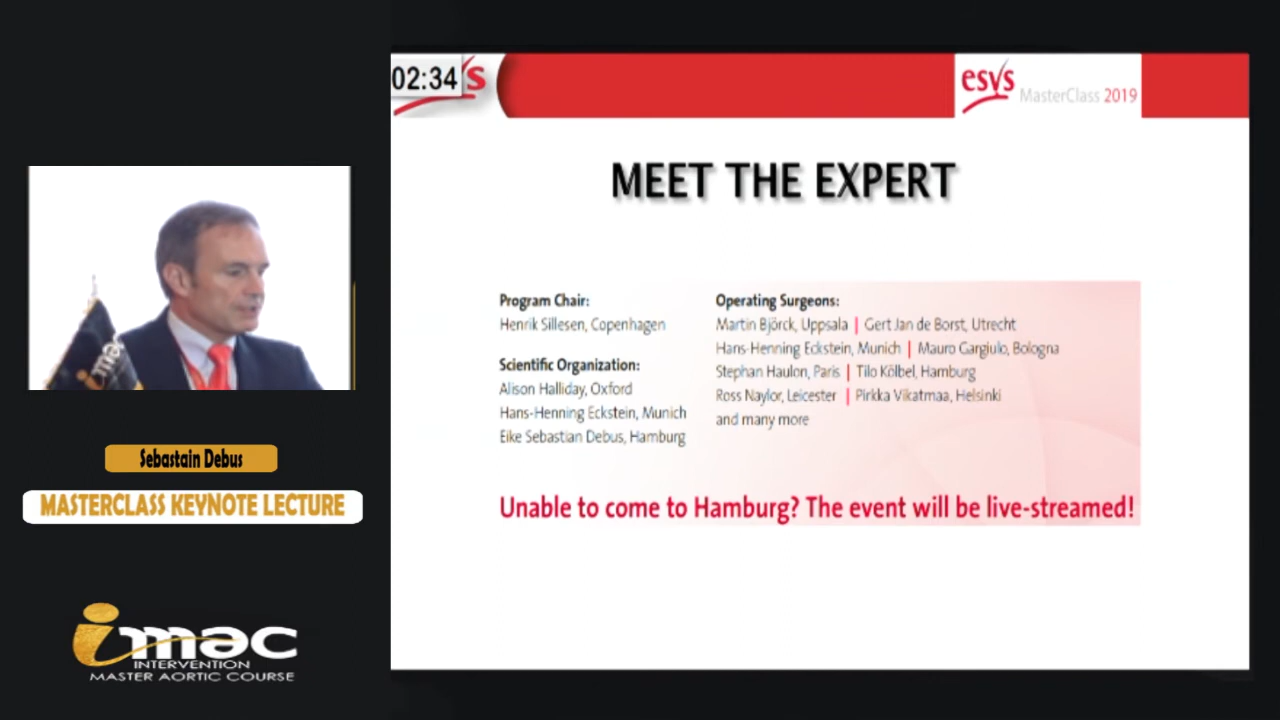 02:34
s
esvs
MasterClass 2019
MEET THE EXPERT
Program Chair:
Henrik Sillesen, Copenhagen
Scientific Organization:
Alison Halliday, Oxford
Hans-Henning Eckstein, Munich
Eike Sebastian Debus, Hamburg
Operating Surgeons:
Martin Björck, Uppsala | Gert Jan de Borst, Utrecht
Hans-Henning Eckstein, Munich | Mauro Gargiulo, Bologna
Stephan Haulon, Paris | Tilo Kölbel, Hamburg
Ross Naylor, Leicester | Pirkka Vikatmaa, Helsinki
and many more
Unable to come to Hamburg? The event will be live-streamed!
imac
Sebastain Debus
MASTERCLASS KEYNOTE LECTURE
imac
INTERVENTION
MASTER AORTIC COURSE